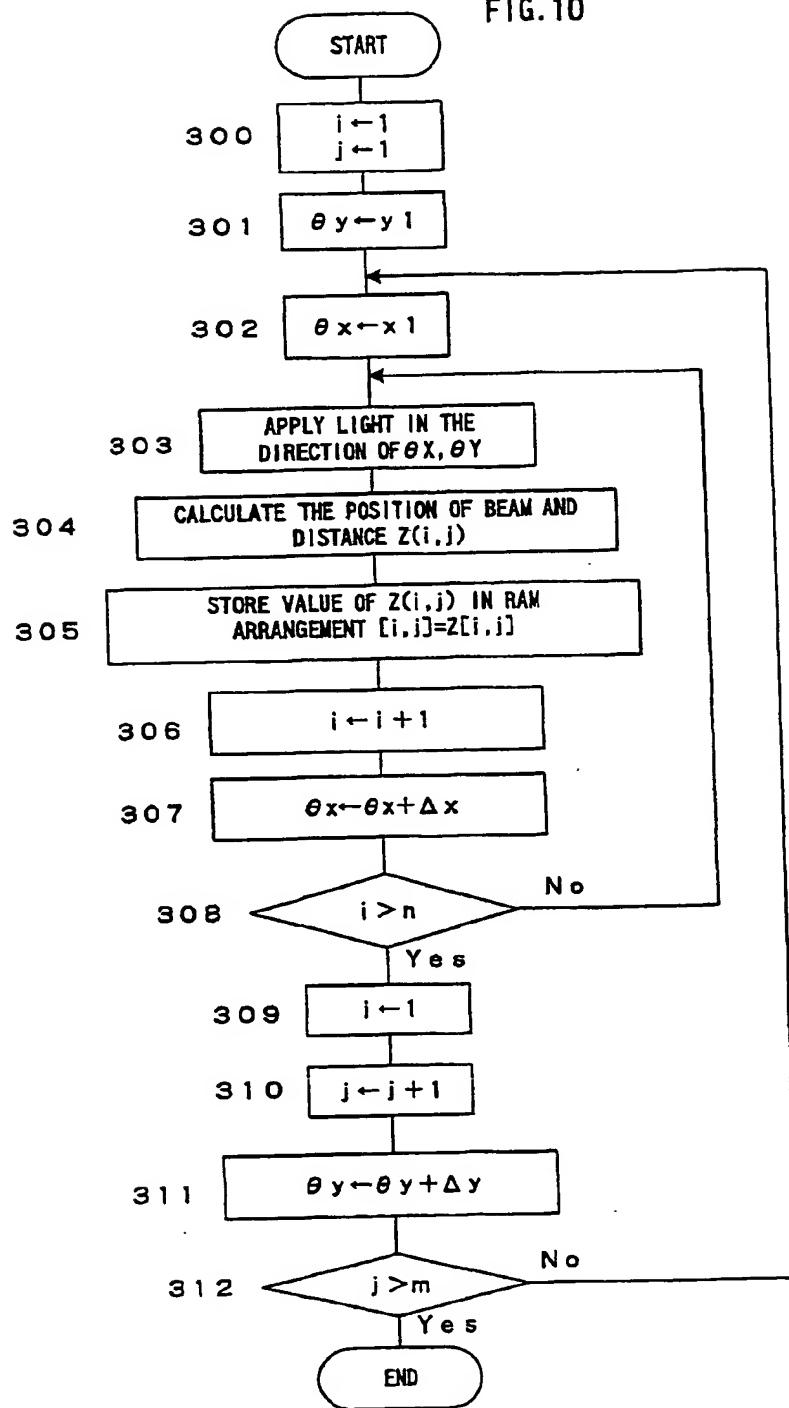 FIG.10
START
300
i←1
j←1
301
θy←y1
302
θx←x1
303
APPLY LIGHT IN THE
DIRECTION OF θX, θY
304
CALCULATE THE POSITION OF BEAM AND
DISTANCE Z(i,j)
305
STORE VALUE OF Z(i,j) IN RAM
ARRANGEMENT [i,j]=Z[i,j]
306
i←i+1
307
θx←θx+Δx
308
i>n
No
Yes
309
i←1
310
j←j+1
311
θy←θy+Δy
312
j>m
No
Yes
END